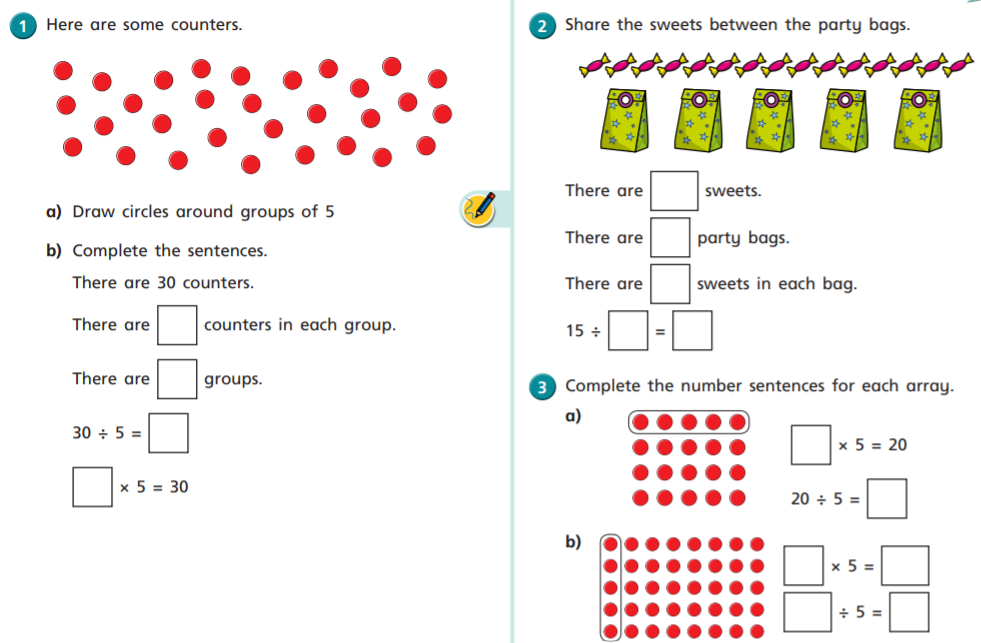 1 Here are some counters.
a) Draw circles around groups of 5
b) Complete the sentences.
There are 30 counters.
There are counters in each group.
There are groups.
30 ÷ 5 =
× 5 = 30
2 Share the sweets between the party bags.
There are sweets.
There are party bags.
There are sweets in each bag.
15 ÷ =
3 Complete the number sentences for each array.
a)
× 5 = 20
20 ÷ 5 =
b)
× 5 =
÷ 5 =